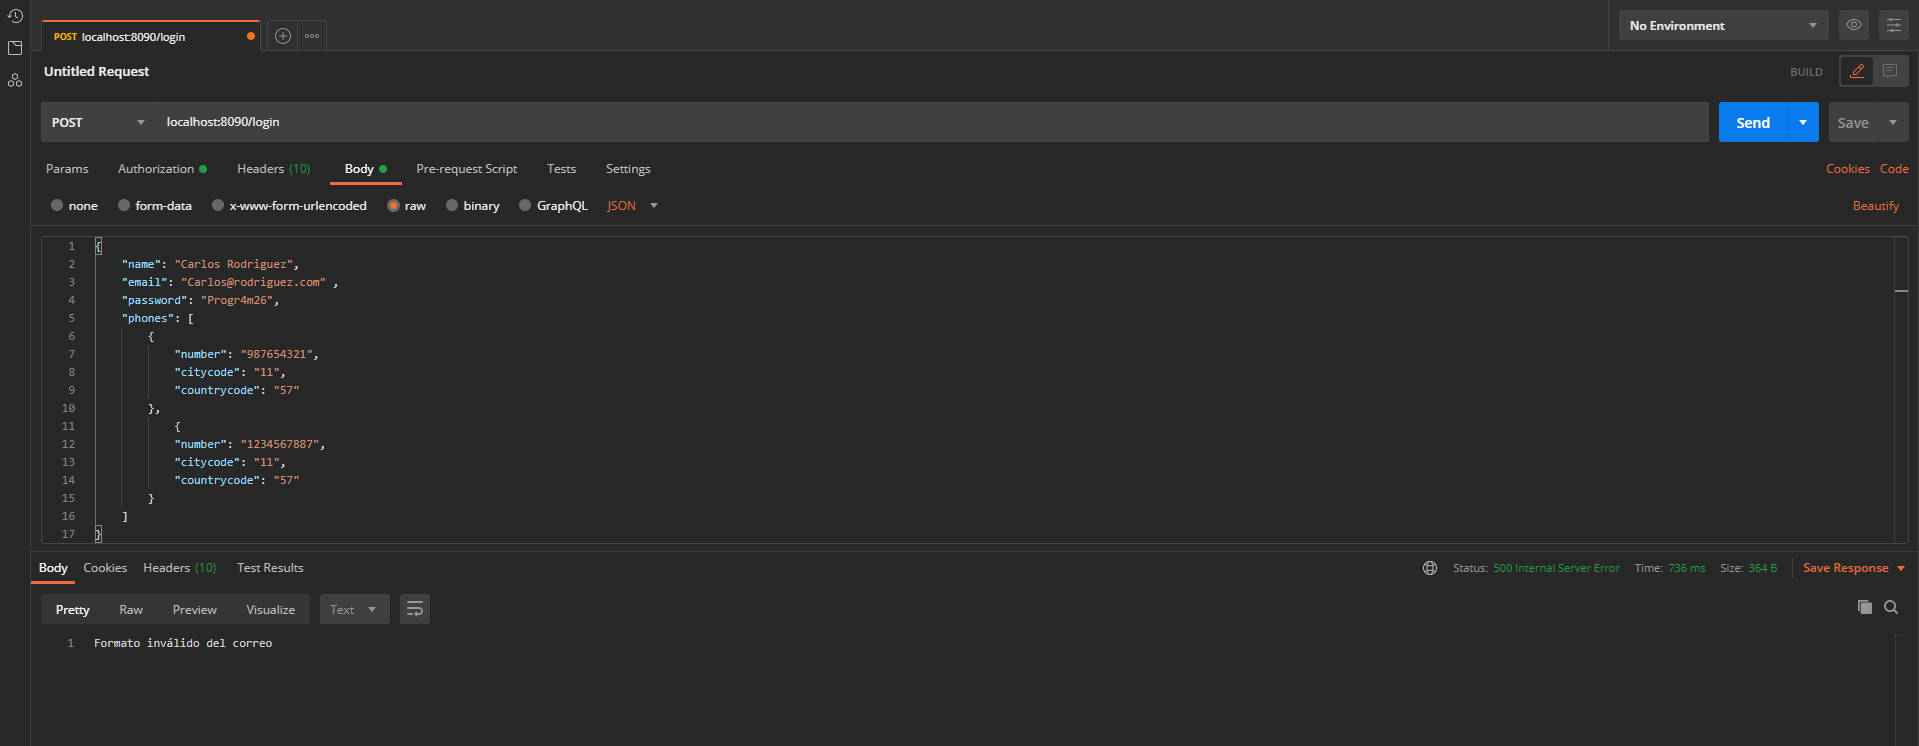 POST localhost:8090/login
No Environment
Untitled Request
BUILD
POST localhost:8090/login Send Save
Params Authorization Headers (10) Body Pre-request Script Tests Settings Cookies Code
none form-data x-www-form-urlencoded raw binary GraphQL JSON Beautify
1 {
2 "name": "Carlos Rodriguez",
3 "email": "Carlos@rodriguez.com" ,
4 "password": "Progr4m26",
5 "phones": [
6 {
7 "number": "987654321",
8 "citycode": "11",
9 "countrycode": "57"
10 },
11 {
12 "number": "1234567887",
13 "citycode": "11",
14 "countrycode": "57"
15 }
16 ]
17 }
Body Cookies Headers (10) Test Results Status: 500 Internal Server Error Time: 736 ms Size: 364 B Save Response
Pretty Raw Preview Visualize Text
1 Formato inválido del correo